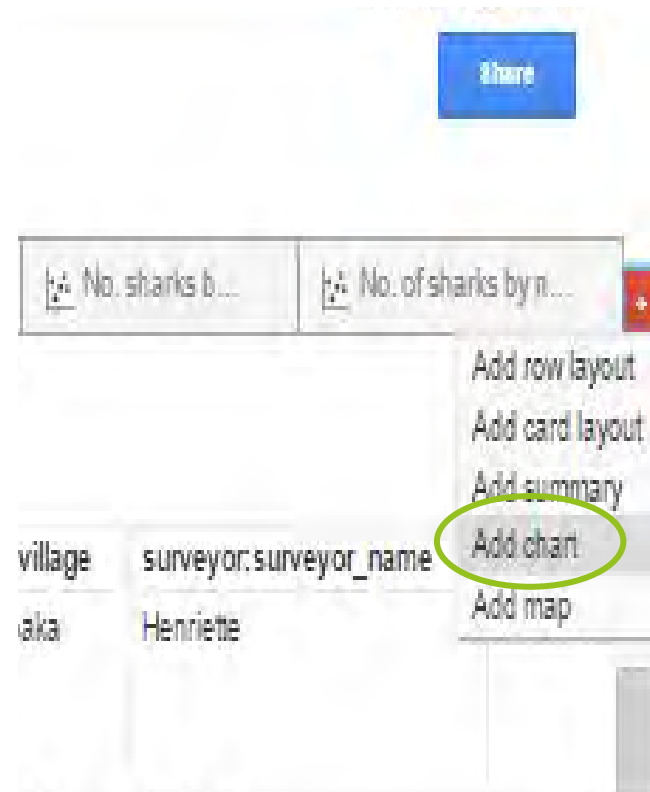 Share
No. sharks b...
No. of sharks by n...
+
Add row layout
Add card layout
Add summary
Add chart
Add map
village
surveyor:surveyor_name
aka
Henriette